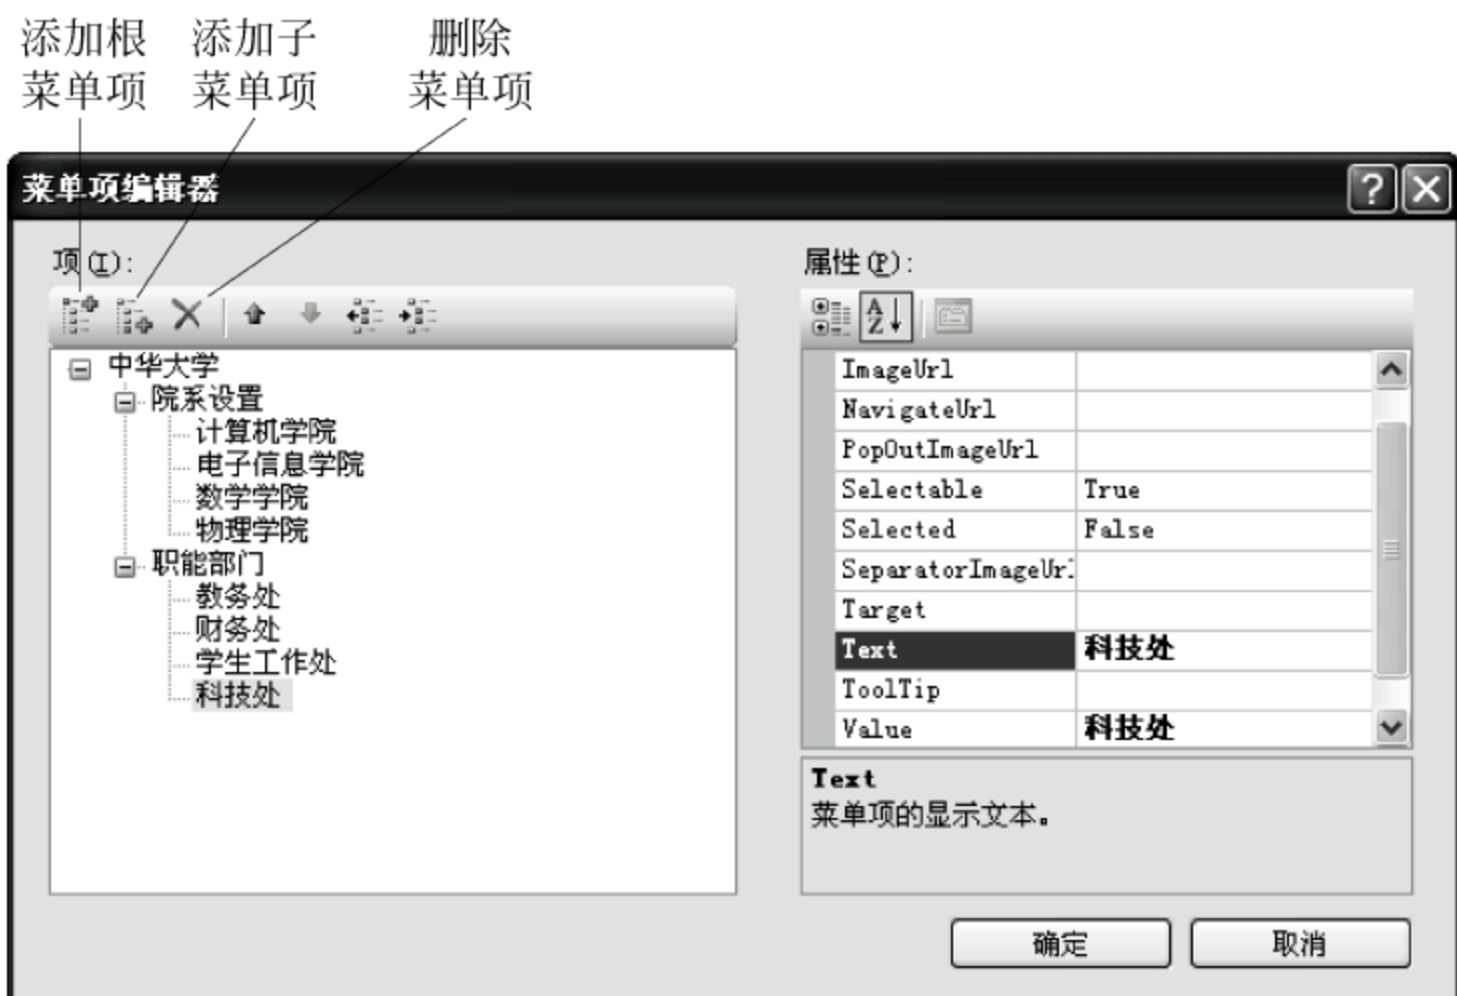 添加根 添加子 删除
菜单项 菜单项 菜单项
菜单项编辑器
项(I):
中华大学
院系设置
计算机学院
电子信息学院
数学学院
物理学院
职能部门
教务处
财务处
学生工作处
科技处
属性(P):
ImageUrl
NavigateUrl
PopOutImageUrl
Selectable True
Selected False
SeparatorImageUr
Target
Text 科技处
ToolTip
Value 科技处
Text
菜单项的显示文本。
确定 取消